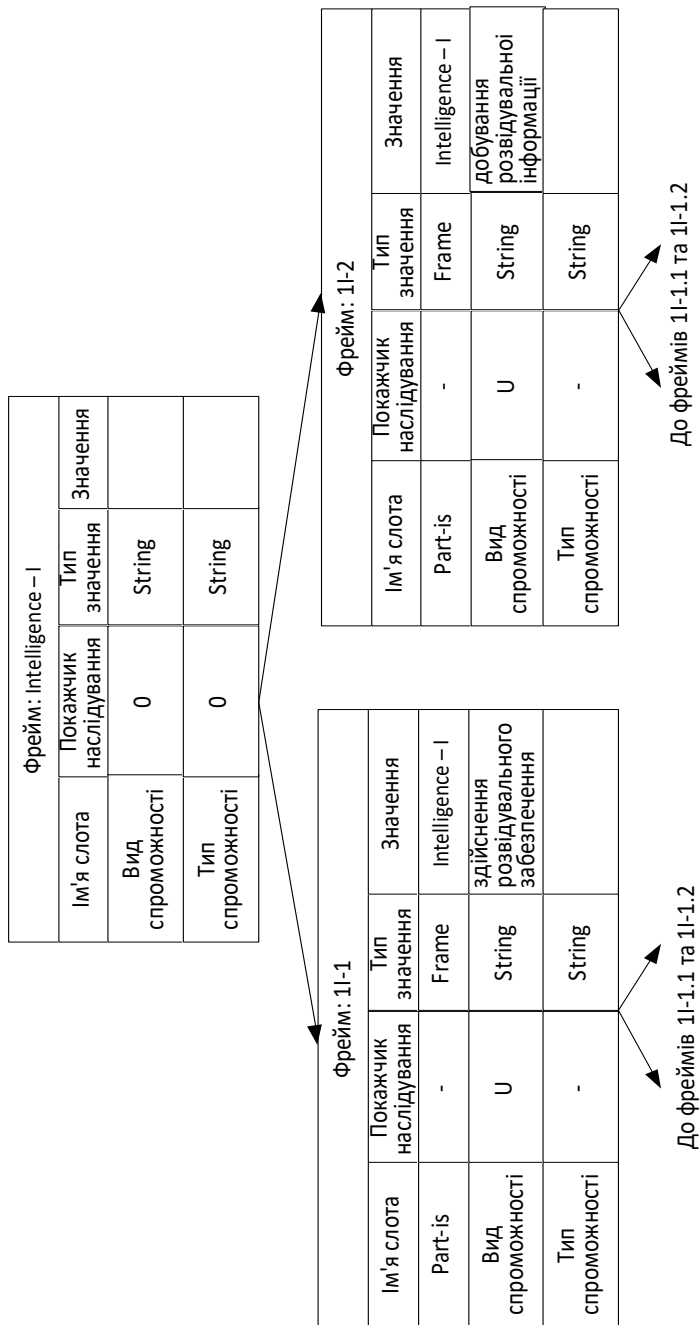 Фрейм: Intelligence – I
Ім'я слота
Покажчик
наслідування
Тип
значення
Значення
Вид
спроможності
0
String
Тип
спроможності
0
String
Фрейм: 1I-1
Ім'я слота
Покажчик
наслідування
Тип
значення
Значення
Part-is
-
Frame
Intelligence – I
Вид
спроможності
U
String
здійснення
розвідувального
забезпечення
Тип
спроможності
-
String
До фреймів 1I-1.1 та 1I-1.2
Фрейм: 1I-2
Ім'я слота
Покажчик
наслідування
Тип
значення
Значення
Part-is
-
Frame
Intelligence – I
Вид
спроможності
U
String
добування
розвідувальної
інформації
Тип
спроможності
-
String
До фреймів 1I-1.1 та 1I-1.2